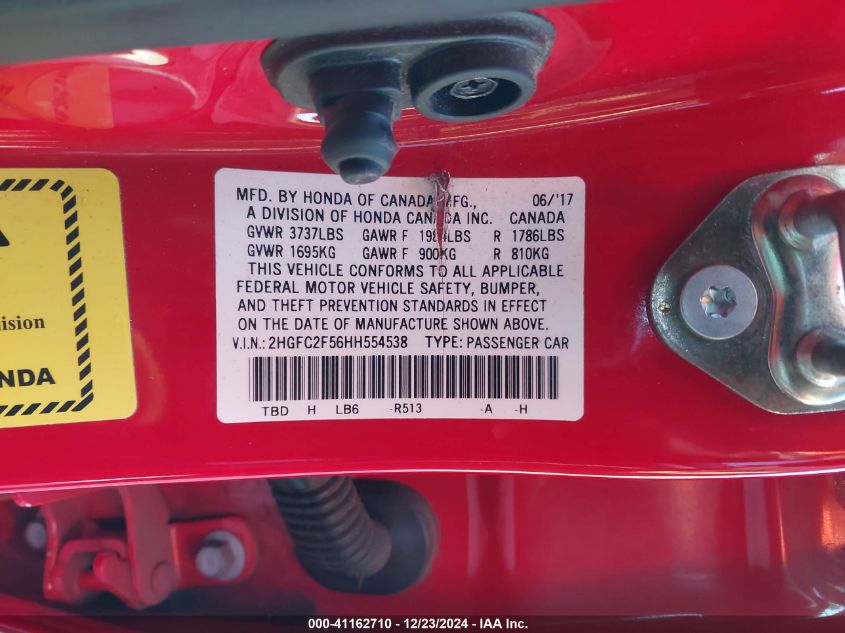 MFD. BY HONDA OF CANADA MFG., 06/'17
A DIVISION OF HONDA CANADA INC. CANADA
GVWR 3737LBS GAWR F 1984LBS R 1786LBS
GVWR 1695KG GAWR F 900KG R 810KG
THIS VEHICLE CONFORMS TO ALL APPLICABLE
FEDERAL MOTOR VEHICLE SAFETY, BUMPER,
AND THEFT PREVENTION STANDARDS IN EFFECT
ON THE DATE OF MANUFACTURE SHOWN ABOVE.
V.I.N.: 2HGFC2F56HH554538 TYPE: PASSENGER CAR
TBD H LB6 -R513 -A -H
ision
NDA
000-41162710 - 12/23/2024 - IAA Inc.